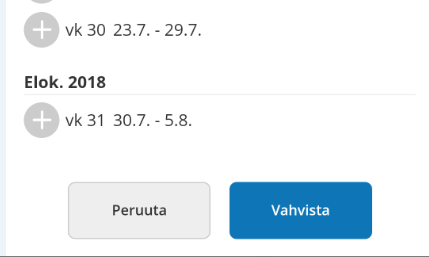 vk 30 23.7. - 29.7.
Elok. 2018
vk 31 30.7. - 5.8.
Peruuta
Vahvista